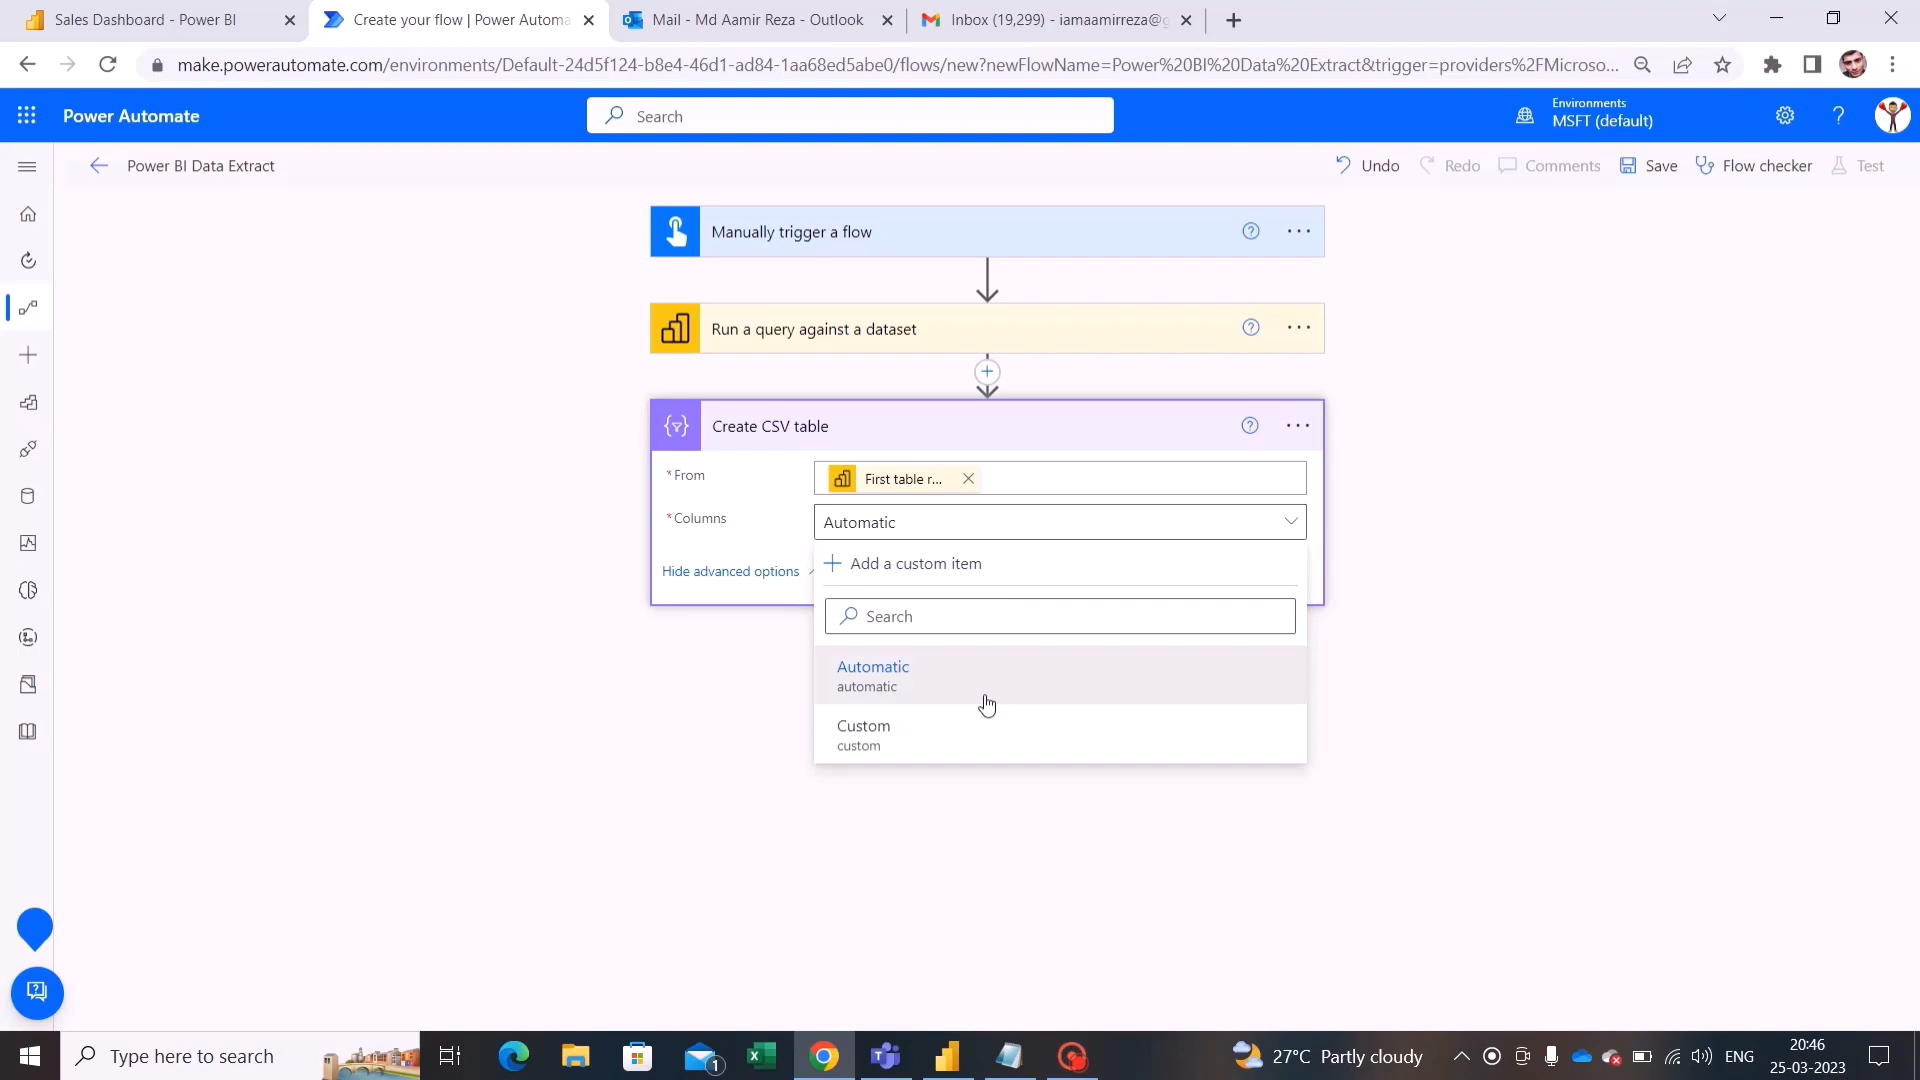 Sales Dashboard - Power BI
Create your flow | Power Automa
Mail - Md Aamir Reza - Outlook
Inbox (19,299) - iamaamirreza@g
make.powerautomate.com/environments/Default-24d5f124-b8e4-46d1-ad84-1aa68ed5abe0/flows/new?newFlowName=Power%20BI%20Data%20Extract&trigger=providers%2FMicroso...
Power Automate
Search
Environments
MSFT (default)
Power BI Data Extract
Undo
Redo
Comments
Save
Flow checker
Test
Manually trigger a flow
Run a query against a dataset
Create CSV table
*From
First table r...
*Columns
Automatic
Add a custom item
Hide advanced options
Search
Automatic
automatic
Custom
custom
Type here to search
1
27°C Partly cloudy
ENG
20:46
25-03-2023